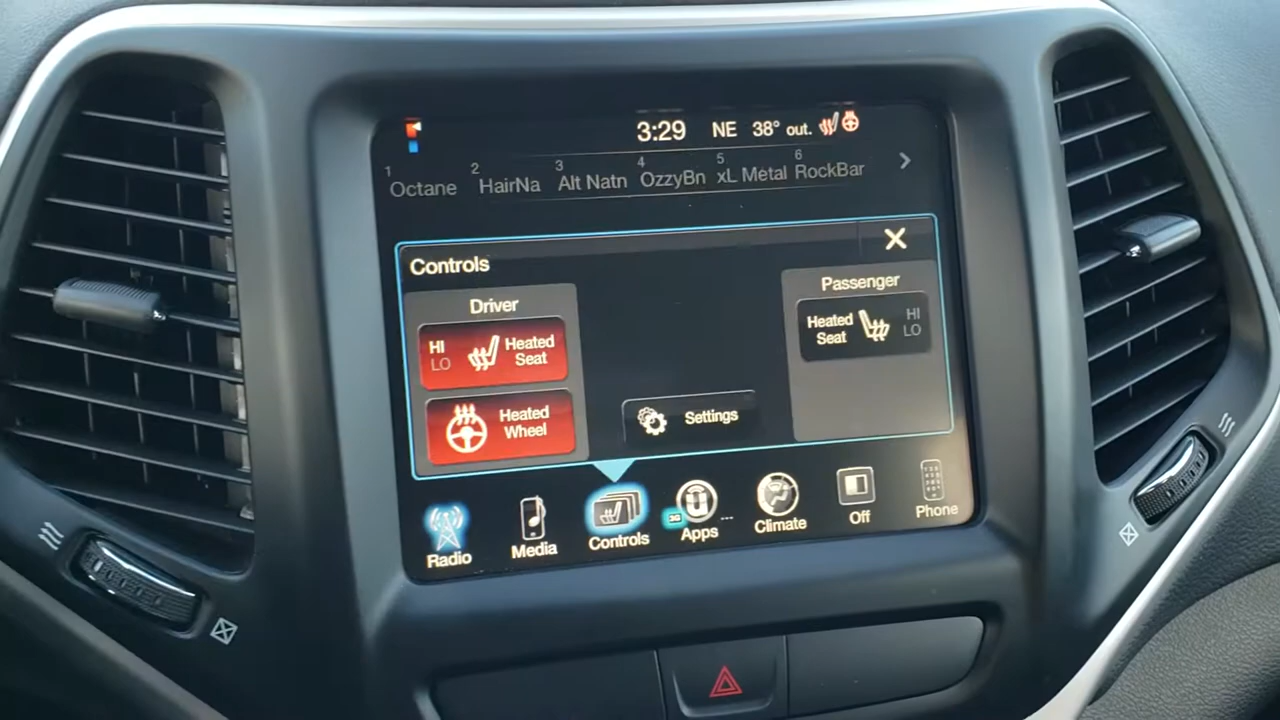 3:29 NE 38° out.
1 Octane 2 HairNa 3 Alt Natn 4 OzzyBn 5 xL Metal 6 RockBar
Controls
Driver
HI
LO
Heated
Seat
Heated
Wheel
Settings
Passenger
Heated
Seat
HI
LO
Radio
Media
Controls
3G
Apps
Climate
Off
Phone